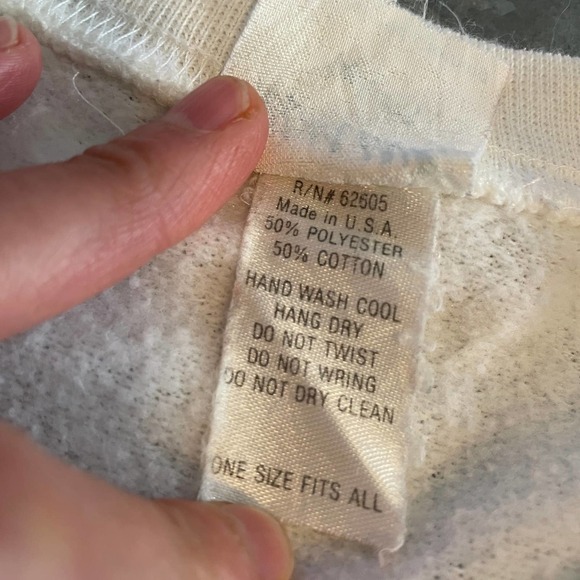 R/N# 62605
Made in U.S.A.
50% POLYESTER
50% COTTON
HAND WASH COOL
HANG DRY
DO NOT TWIST
DO NOT WRING
DO NOT DRY CLEAN
ONE SIZE FITS ALL